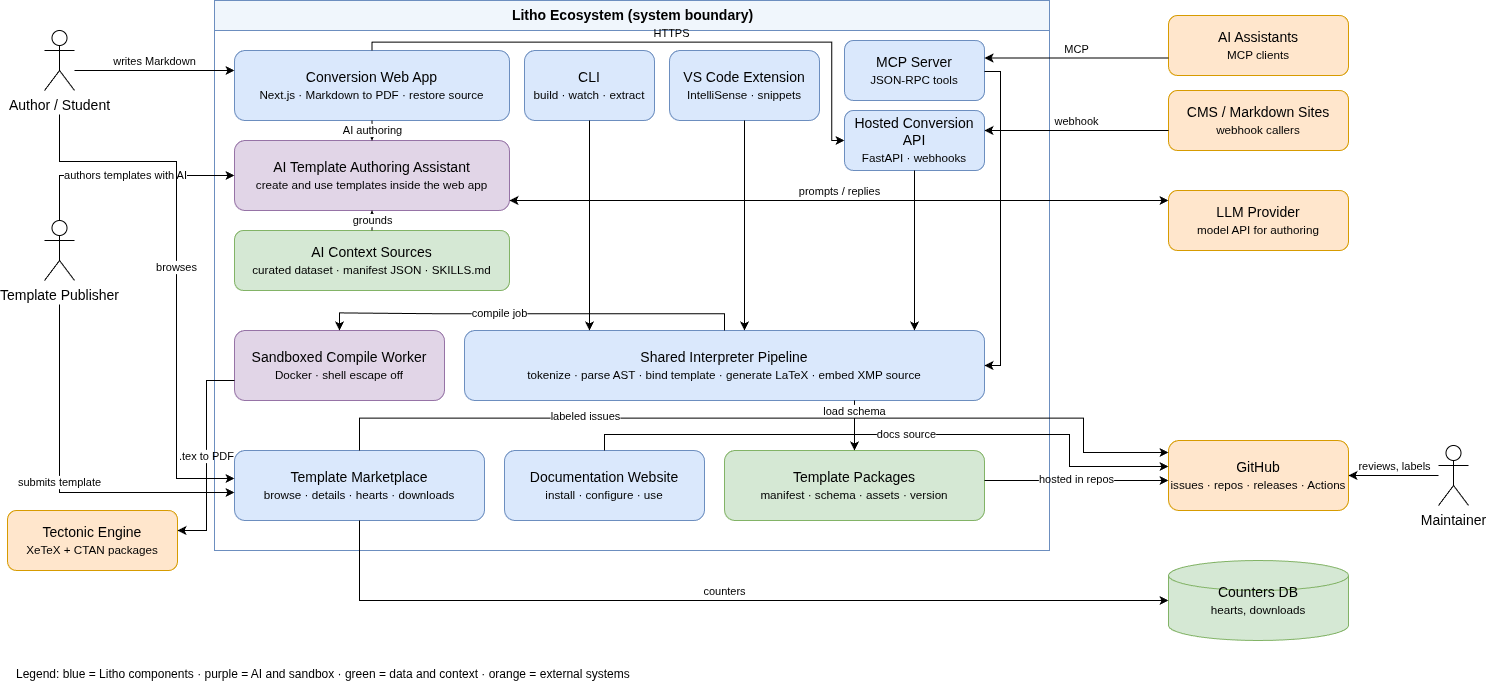 Litho Ecosystem (system boundary)
HTTPS
AI Assistants
MCP clients
MCP
writes Markdown
Author / Student
Conversion Web App
Next.js · Markdown to PDF · restore source
CLI
build · watch · extract
VS Code Extension
IntelliSense · snippets
MCP Server
JSON-RPC tools
CMS / Markdown Sites
webhook callers
webhook
Hosted Conversion
API
FastAPI · webhooks
AI authoring
AI Template Authoring Assistant
create and use templates inside the web app
authors templates with AI
prompts / replies
LLM Provider
model API for authoring
grounds
AI Context Sources
curated dataset · manifest JSON · SKILLS.md
browses
Template Publisher
compile job
Sandboxed Compile Worker
Docker · shell escape off
Shared Interpreter Pipeline
tokenize · parse AST · bind template · generate LaTeX · embed XMP source
load schema
labeled issues
docs source
.tex to PDF
submits template
Template Marketplace
browse · details · hearts · downloads
Documentation Website
install · configure · use
Template Packages
manifest · schema · assets · version
hosted in repos
GitHub
issues · repos · releases · Actions
reviews, labels
Maintainer
Tectonic Engine
XeTeX + CTAN packages
counters
Counters DB
hearts, downloads
Legend: blue = Litho components · purple = AI and sandbox · green = data and context · orange = external systems